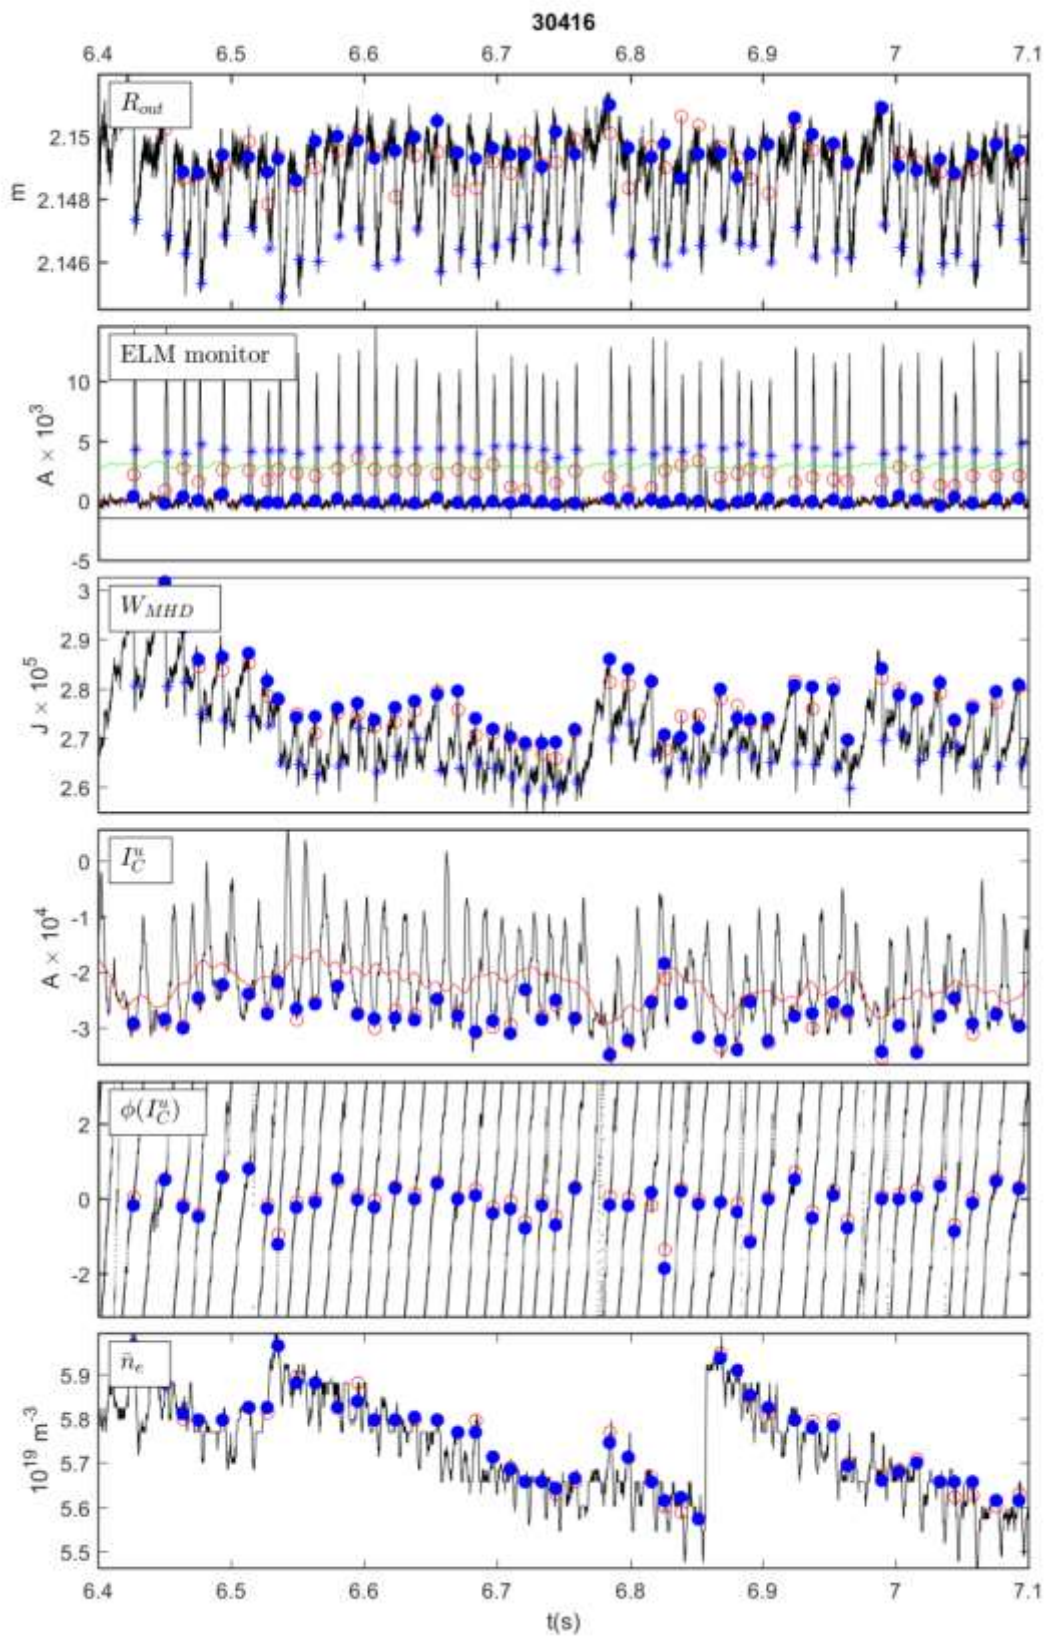 30416
6.4 6.5 6.6 6.7 6.8 6.9 7 7.1
R_out
2.15
2.148
2.146
m
ELM monitor
10
5
0
-5
A × 10^3
W_MHD
3
2.9
2.8
2.7
2.6
J × 10^5
I_C^u
0
-1
-2
-3
A × 10^4
ϕ(I_C^u)
2
0
-2
n̄_e
5.9
5.8
5.7
5.6
5.5
10^19 m^-3
6.4 6.5 6.6 6.7 6.8 6.9 7 7.1
t(s)